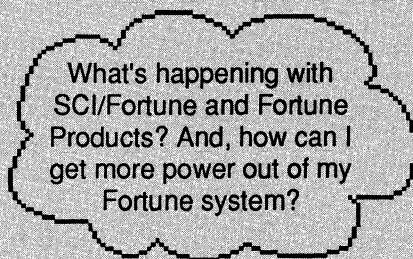 What's happening with
SCI/Fortune and Fortune
Products? And, how can I
get more power out of my
Fortune system?